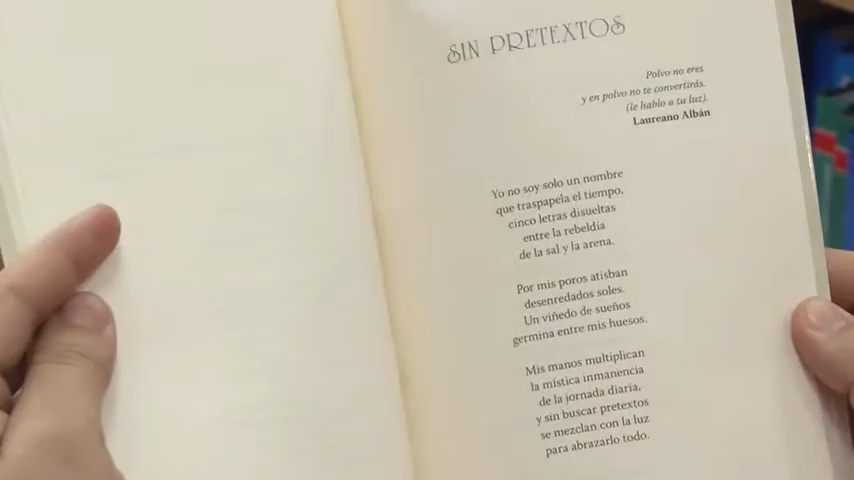 SIN PRETEXTOS
Polvo no eres
y en polvo no te convertirás.
(le hablo a tu luz).
Laureano Albán
Yo no soy solo un nombre
que traspapela el tiempo,
cinco letras disueltas
entre la rebeldía
de la sal y la arena.
Por mis poros atisban
desenredados soles.
Un viñedo de sueños
germina entre mis huesos.
Mis manos multiplican
la mística inmanencia
de la jornada diaria,
y sin buscar pretextos
se mezclan con la luz
para abrazarlo todo.